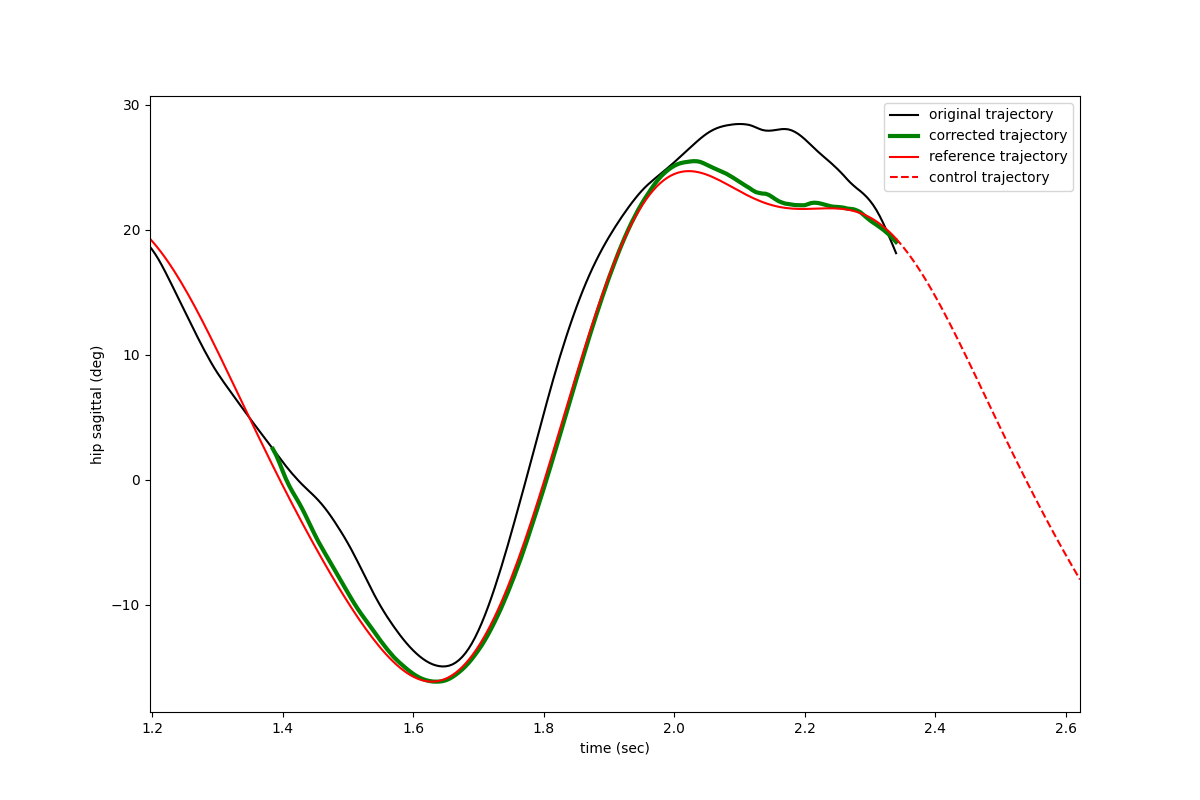 30
20
10
0
−10
hip sagittal (deg)
original trajectory
corrected trajectory
reference trajectory
control trajectory
1.2 1.4 1.6 1.8 2.0 2.2 2.4 2.6
time (sec)